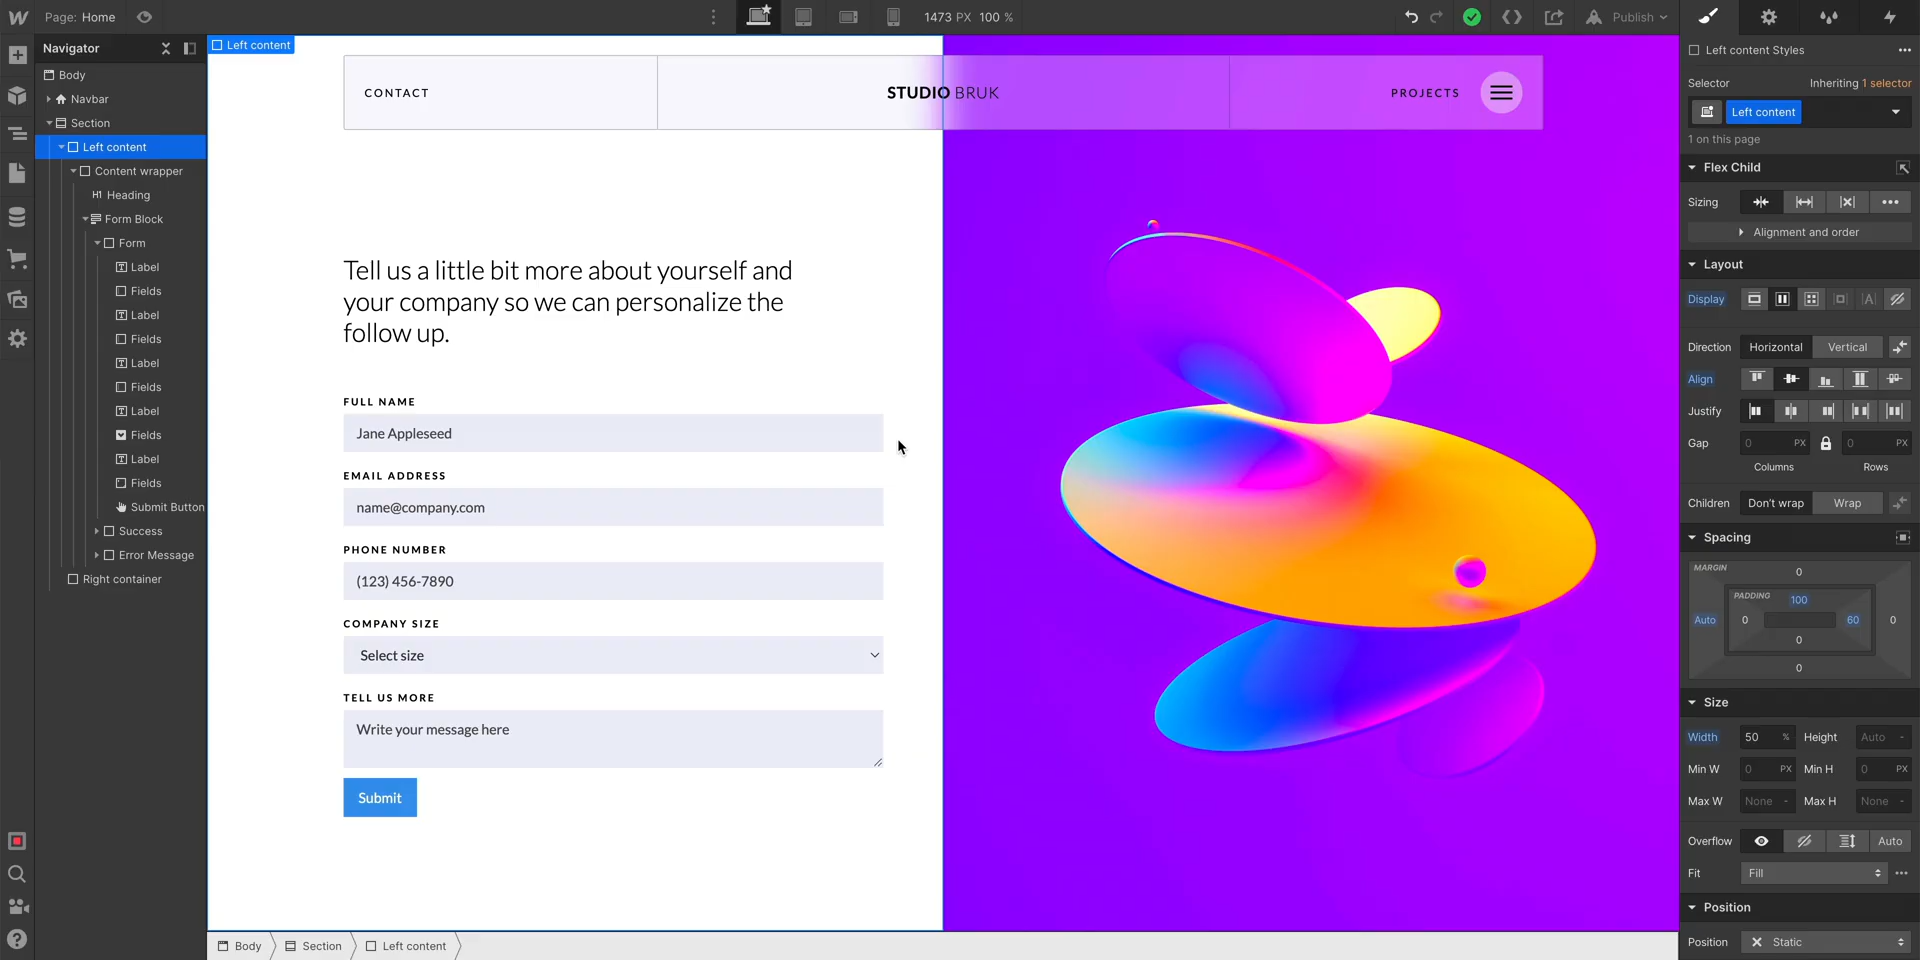 Page: Home
1473 PX 100 %
Publish
Navigator
Body
Navbar
Section
Left content
Content wrapper
H1 Heading
Form Block
Form
Label
Fields
Label
Fields
Label
Fields
Label
Fields
Label
Fields
Submit Button
Success
Error Message
Right container
Left content
CONTACT
STUDIO BRUK
PROJECTS
Tell us a little bit more about yourself and
your company so we can personalize the
follow up.
FULL NAME
Jane Appleseed
EMAIL ADDRESS
name@company.com
PHONE NUMBER
(123) 456-7890
COMPANY SIZE
Select size
TELL US MORE
Write your message here
Submit
Body
Section
Left content
Left content Styles
Selector Inheriting 1 selector
Left content
1 on this page
Flex Child
Sizing
Alignment and order
Layout
Display
Direction Horizontal Vertical
Align
Justify
Gap 0 PX 0 PX
Columns Rows
Children Don't wrap Wrap
Spacing
MARGIN
0
PADDING
100
Auto 0 60 0
0
0
Size
Width 50 % Height Auto -
Min W 0 PX Min H 0 PX
Max W None - Max H None -
Overflow Auto
Fit Fill
Position
Position Static